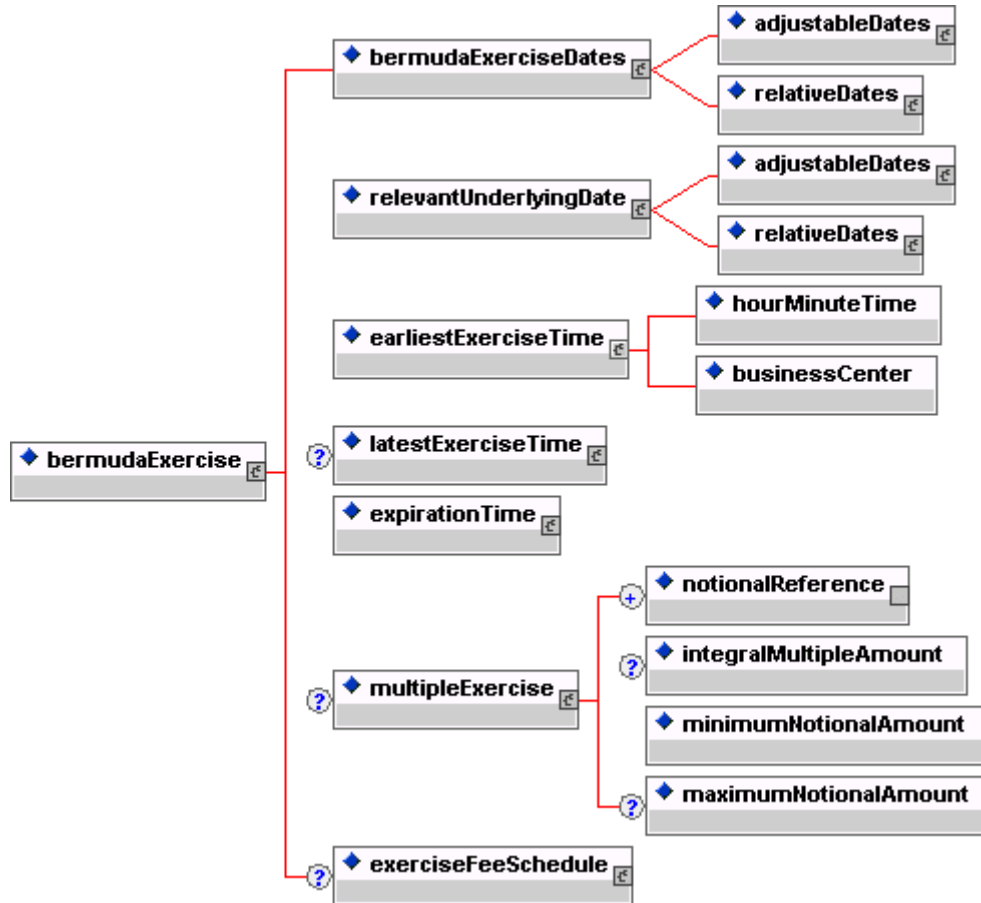 adjustableDates
bermudaExerciseDates
relativeDates
adjustableDates
relevantUnderlyingDate
relativeDates
hourMinuteTime
earliestExerciseTime
businessCenter
bermudaExercise
? latestExerciseTime
expirationTime
+ notionalReference
? integralMultipleAmount
? multipleExercise
minimumNotionalAmount
? maximumNotionalAmount
? exerciseFeeSchedule